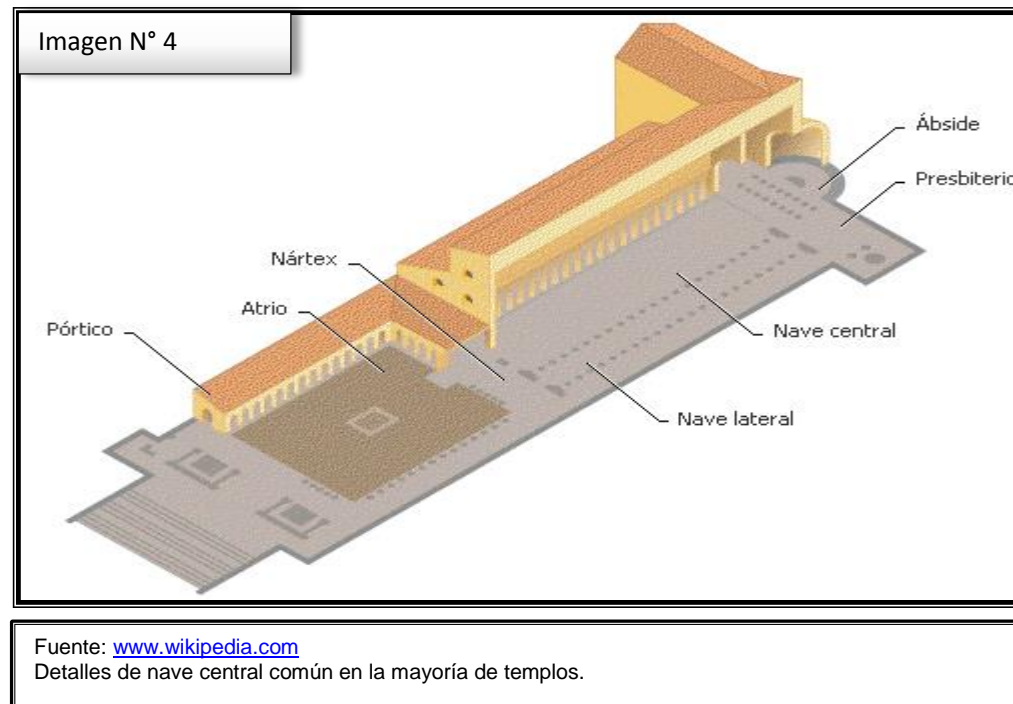 Imagen N° 4
Ábside
Presbiterio
Nártex
Atrio
Pórtico
Nave central
Nave lateral
Fuente: www.wikipedia.com
Detalles de nave central común en la mayoría de templos.